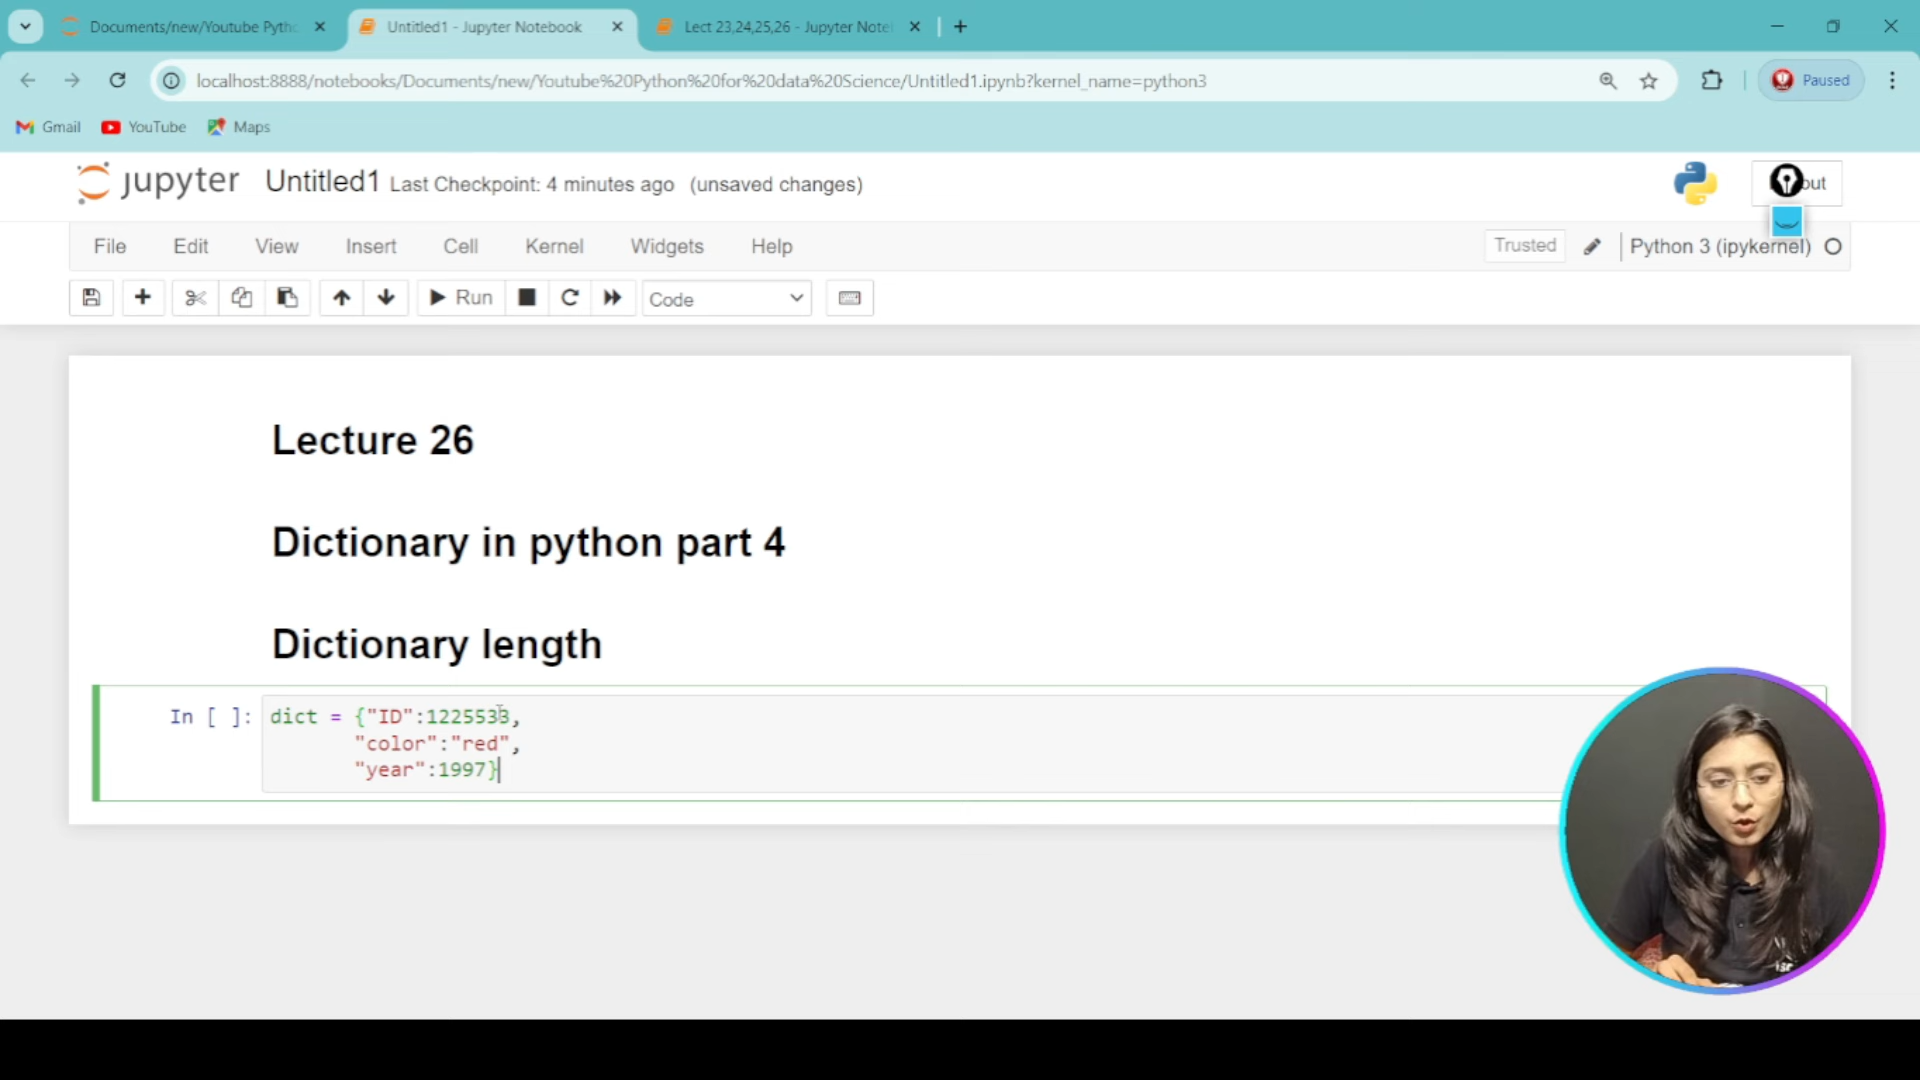 Documents/new/Youtube Pytho
Untitled1 - Jupyter Notebook
Lect 23,24,25,26 - Jupyter Note
localhost:8888/notebooks/Documents/new/Youtube%20Python%20for%20data%20Science/Untitled1.ipynb?kernel_name=python3
Paused
Gmail YouTube Maps
jupyter Untitled1 Last Checkpoint: 4 minutes ago (unsaved changes)
out
File Edit View Insert Cell Kernel Widgets Help
Trusted Python 3 (ipykernel)
Run Code
Lecture 26
Dictionary in python part 4
Dictionary length
In [ ]: dict = {"ID":1225533,
"color":"red",
"year":1997}